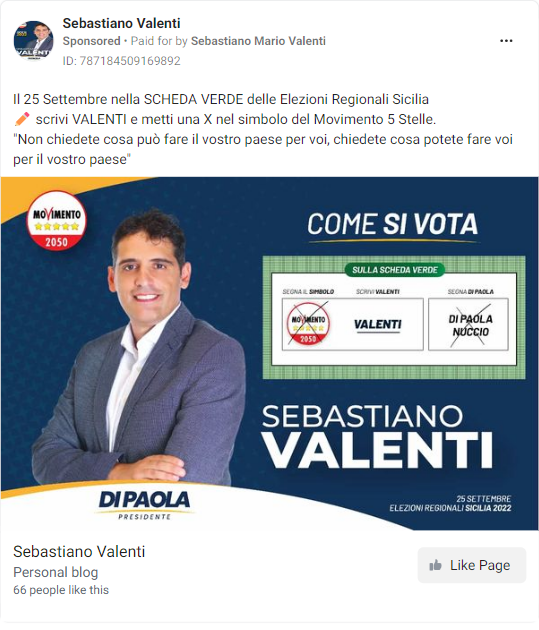 Sebastiano Valenti
Sponsored • Paid for by Sebastiano Mario Valenti
ID: 787184509169892
Il 25 Settembre nella SCHEDA VERDE delle Elezioni Regionali Sicilia
scrivi VALENTI e metti una X nel simbolo del Movimento 5 Stelle.
"Non chiedete cosa può fare il vostro paese per voi, chiedete cosa potete fare voi
per il vostro paese"
MOVIMENTO
2050
COME SI VOTA
SULLA SCHEDA VERDE
SEGNA IL SIMBOLO
SCRIVI VALENTI
SEGNA DI PAOLA
MOVIMENTO
2050
VALENTI
DI PAOLA
NUCCIO
SEBASTIANO
VALENTI
DI PAOLA
PRESIDENTE
25 SETTEMBRE
ELEZIONI REGIONALI SICILIA 2022
Sebastiano Valenti
Personal blog
66 people like this
Like Page